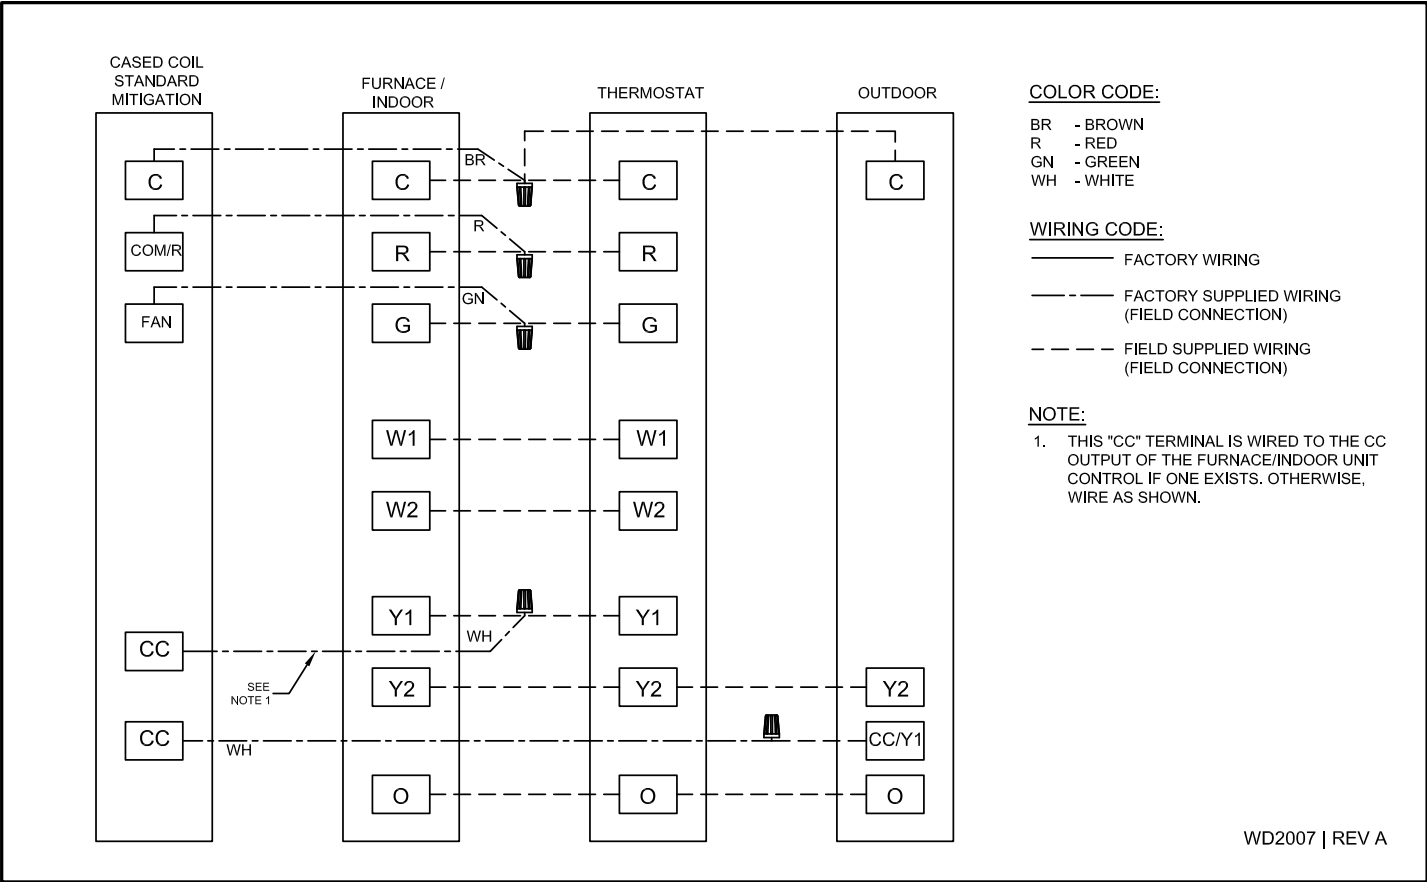 CASED COIL
STANDARD
MITIGATION
FURNACE /
INDOOR
THERMOSTAT
OUTDOOR
BR
C
C
C
C
R
COM/R
R
R
GN
FAN
G
G
W1
W1
W2
W2
Y1
Y1
WH
CC
SEE
NOTE 1
Y2
Y2
Y2
CC
WH
CC/Y1
O
O
O
COLOR CODE:
BR - BROWN
R - RED
GN - GREEN
WH - WHITE
WIRING CODE:
FACTORY WIRING
FACTORY SUPPLIED WIRING
(FIELD CONNECTION)
FIELD SUPPLIED WIRING
(FIELD CONNECTION)
NOTE:
1. THIS "CC" TERMINAL IS WIRED TO THE CC
OUTPUT OF THE FURNACE/INDOOR UNIT
CONTROL IF ONE EXISTS. OTHERWISE,
WIRE AS SHOWN.
WD2007 | REV A